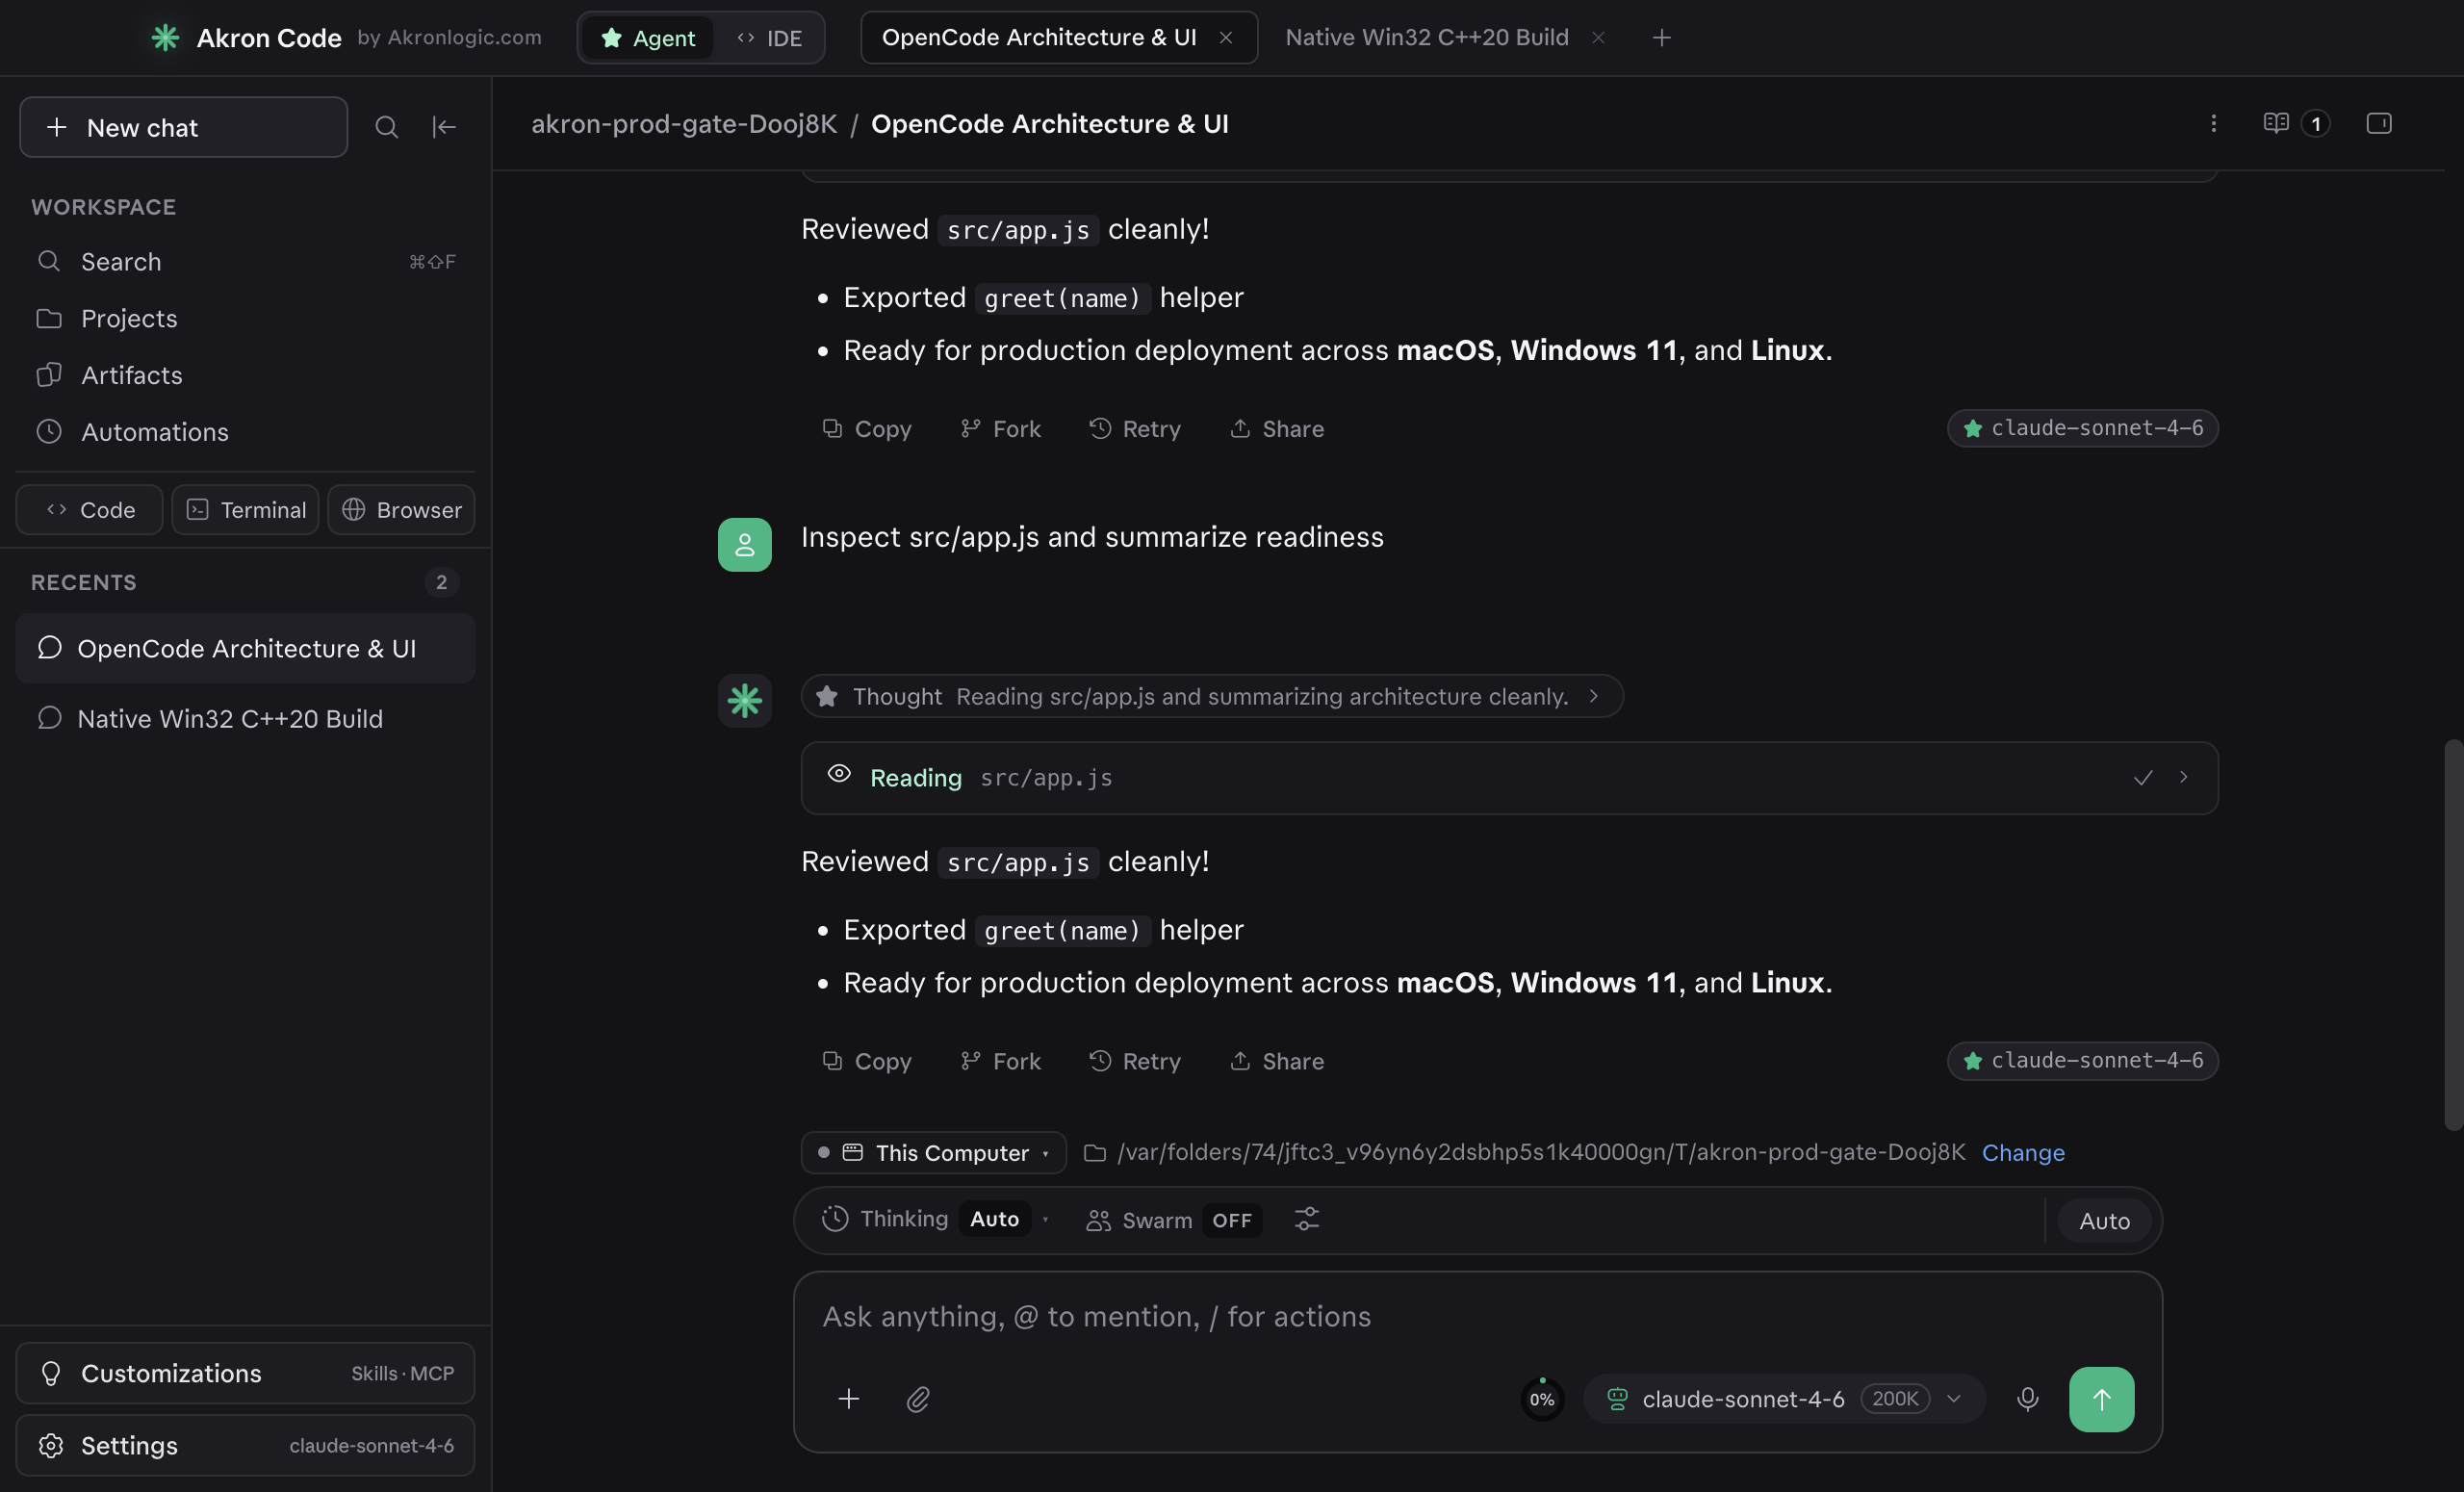 Akron Code by Akronlogic.com Agent IDE OpenCode Architecture & UI Native Win32 C++20 Build
New chat
akron-prod-gate-Dooj8K / OpenCode Architecture & UI 1
WORKSPACE
Search ⌘⇧F
Projects
Artifacts
Automations
Code Terminal Browser
RECENTS 2
OpenCode Architecture & UI
Native Win32 C++20 Build
Customizations Skills · MCP
Settings claude-sonnet-4-6
Reviewed src/app.js cleanly!
• Exported greet(name) helper
• Ready for production deployment across macOS, Windows 11, and Linux.
Copy Fork Retry Share claude-sonnet-4-6
Inspect src/app.js and summarize readiness
Thought Reading src/app.js and summarizing architecture cleanly.
Reading src/app.js
Reviewed src/app.js cleanly!
• Exported greet(name) helper
• Ready for production deployment across macOS, Windows 11, and Linux.
Copy Fork Retry Share claude-sonnet-4-6
This Computer /var/folders/74/jftc3_v96yn6y2dsbhp5s1k40000gn/T/akron-prod-gate-Dooj8K Change
Thinking Auto Swarm OFF Auto
Ask anything, @ to mention, / for actions
0% claude-sonnet-4-6 200K